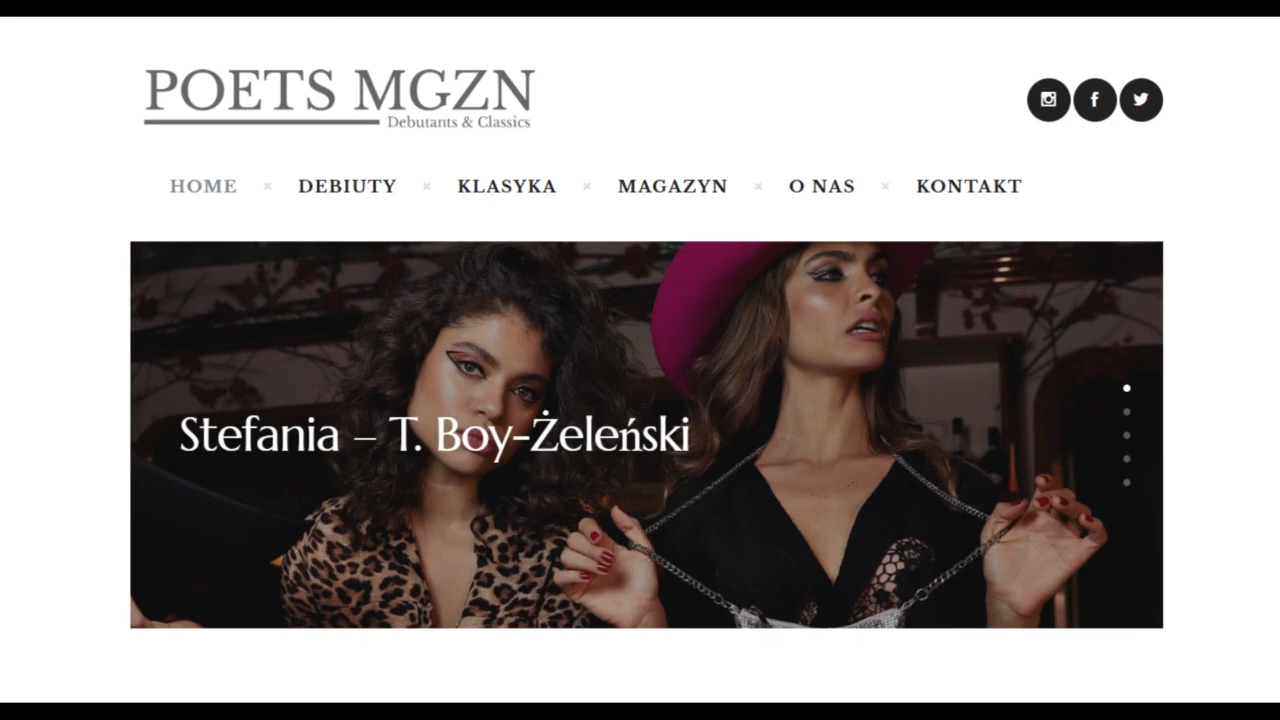 POETS MGZN
Debutants & Classics
HOME × DEBIUTY × KLASYKA × MAGAZYN × O NAS × KONTAKT
Stefania – T. Boy-Żeleński